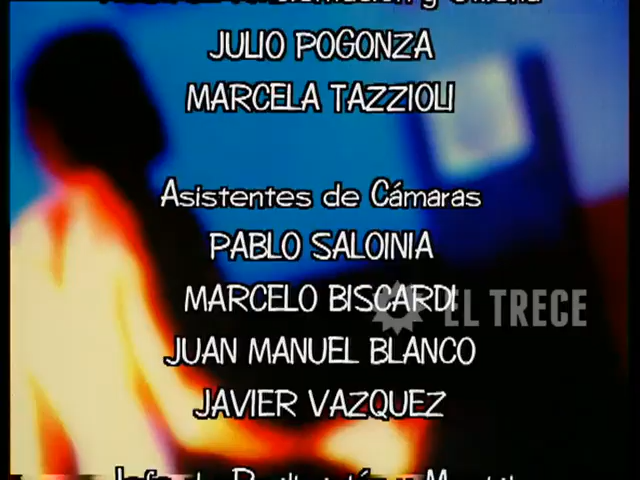 JULIO POGONZA
MARCELA TAZZIOLI
Asistentes de Cámaras
PABLO SALOINIA
MARCELO BISCARDI
EL TRECE
JUAN MANUEL BLANCO
JAVIER VAZQUEZ